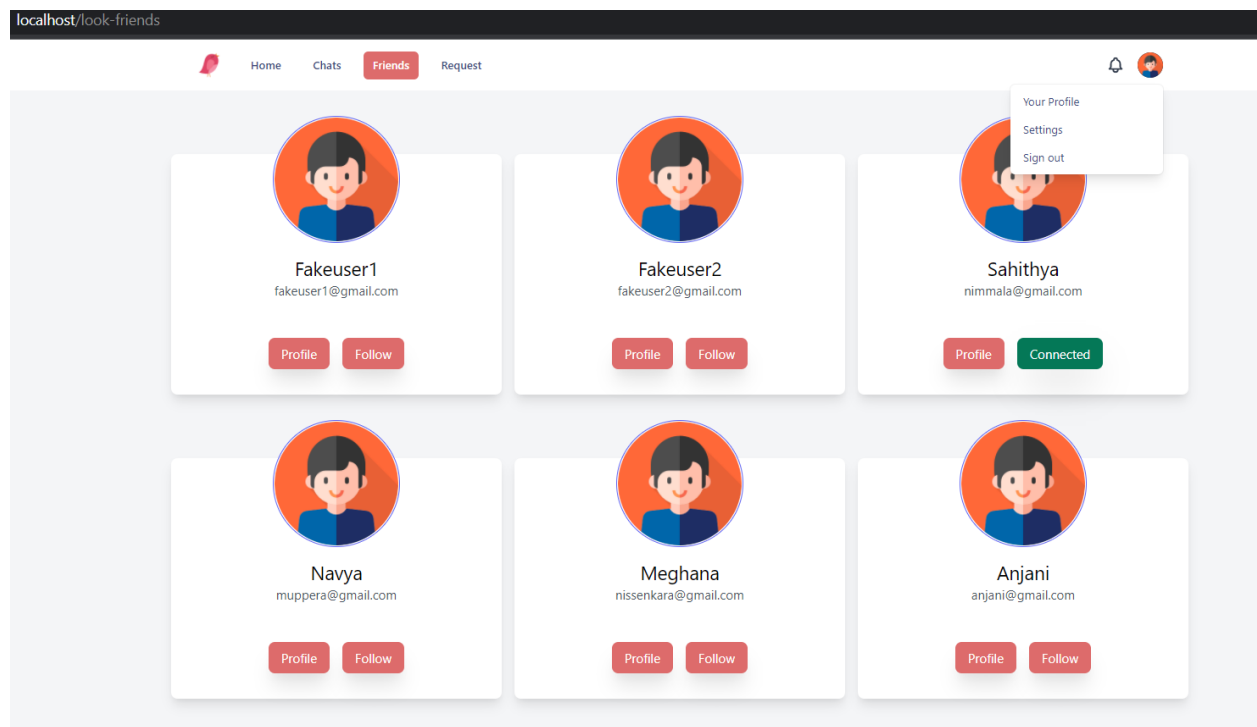 localhost/look-friends
Home Chats Friends Request
Your Profile
Settings
Sign out
Fakeuser1
fakeuser1@gmail.com
Profile Follow
Fakeuser2
fakeuser2@gmail.com
Profile Follow
Sahithya
nimmala@gmail.com
Profile Connected
Navya
muppera@gmail.com
Profile Follow
Meghana
nissenkara@gmail.com
Profile Follow
Anjani
anjani@gmail.com
Profile Follow